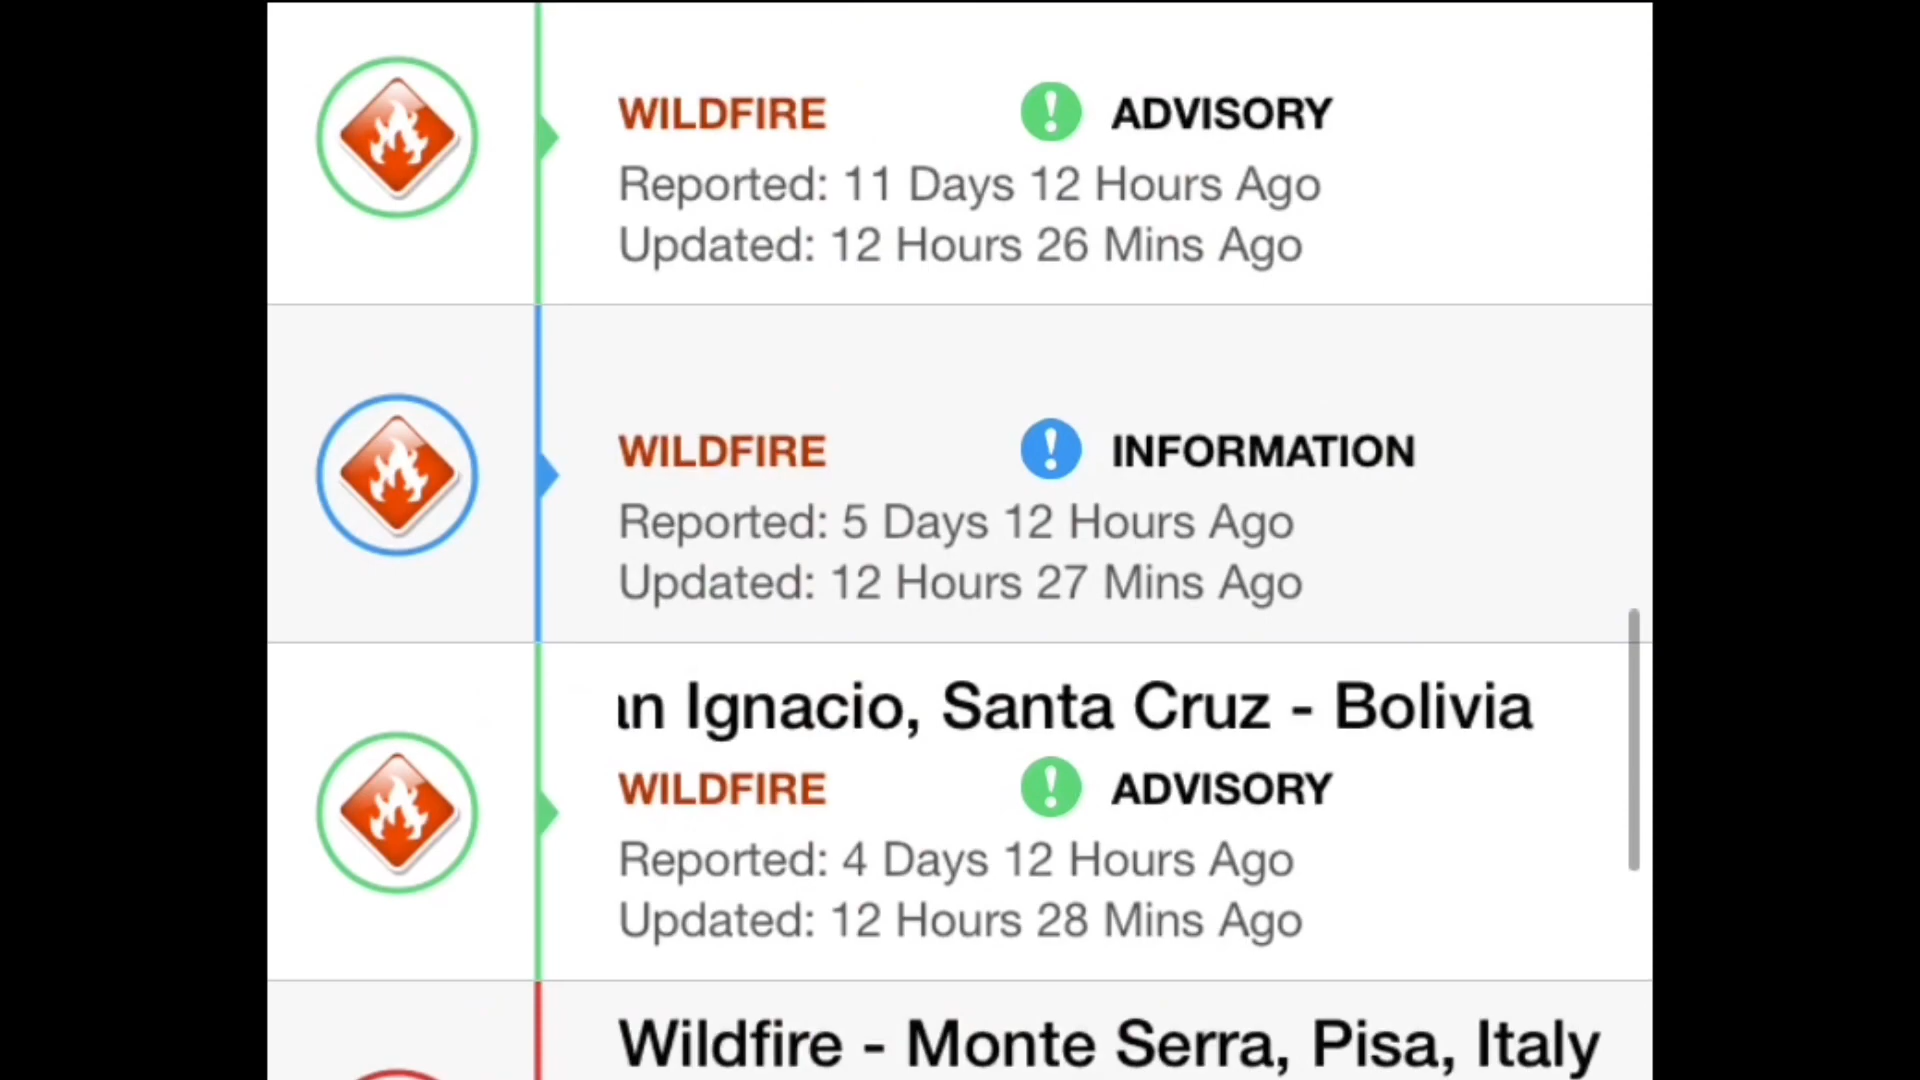 WILDFIRE ADVISORY
Reported: 11 Days 12 Hours Ago
Updated: 12 Hours 26 Mins Ago
WILDFIRE INFORMATION
Reported: 5 Days 12 Hours Ago
Updated: 12 Hours 27 Mins Ago
Ignacio, Santa Cruz - Bolivia
WILDFIRE ADVISORY
Reported: 4 Days 12 Hours Ago
Updated: 12 Hours 28 Mins Ago
Wildfire - Monte Serra, Pisa, Italy